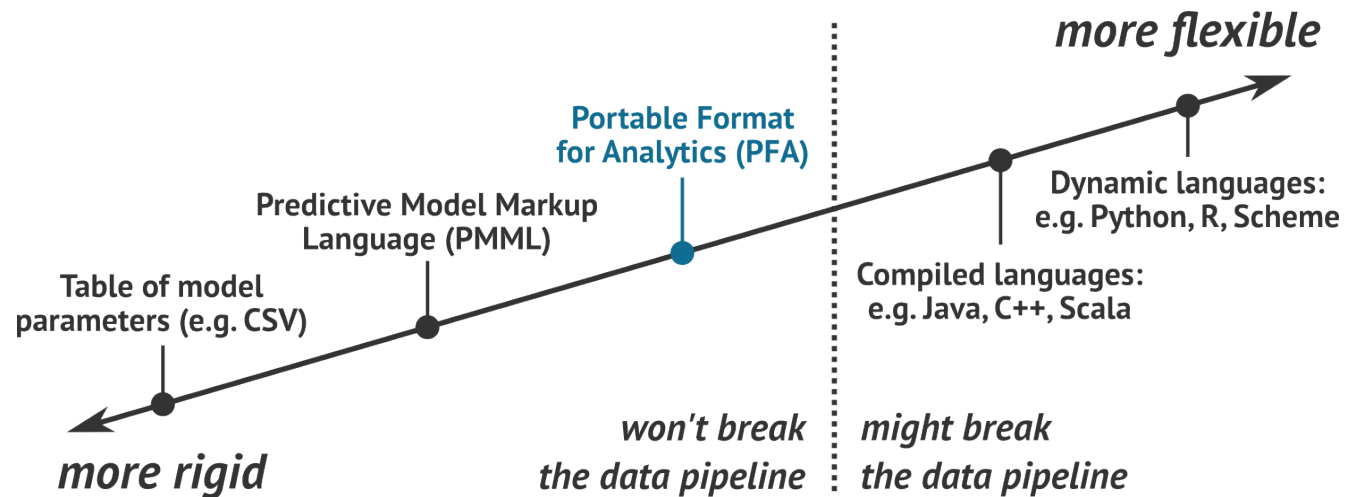 more flexible
Portable Format
for Analytics (PFA)
Dynamic languages:
e.g. Python, R, Scheme
Predictive Model Markup
Language (PMML)
Compiled languages:
e.g. Java, C++, Scala
Table of model
parameters (e.g. CSV)
more rigid
won't break
the data pipeline
might break
the data pipeline